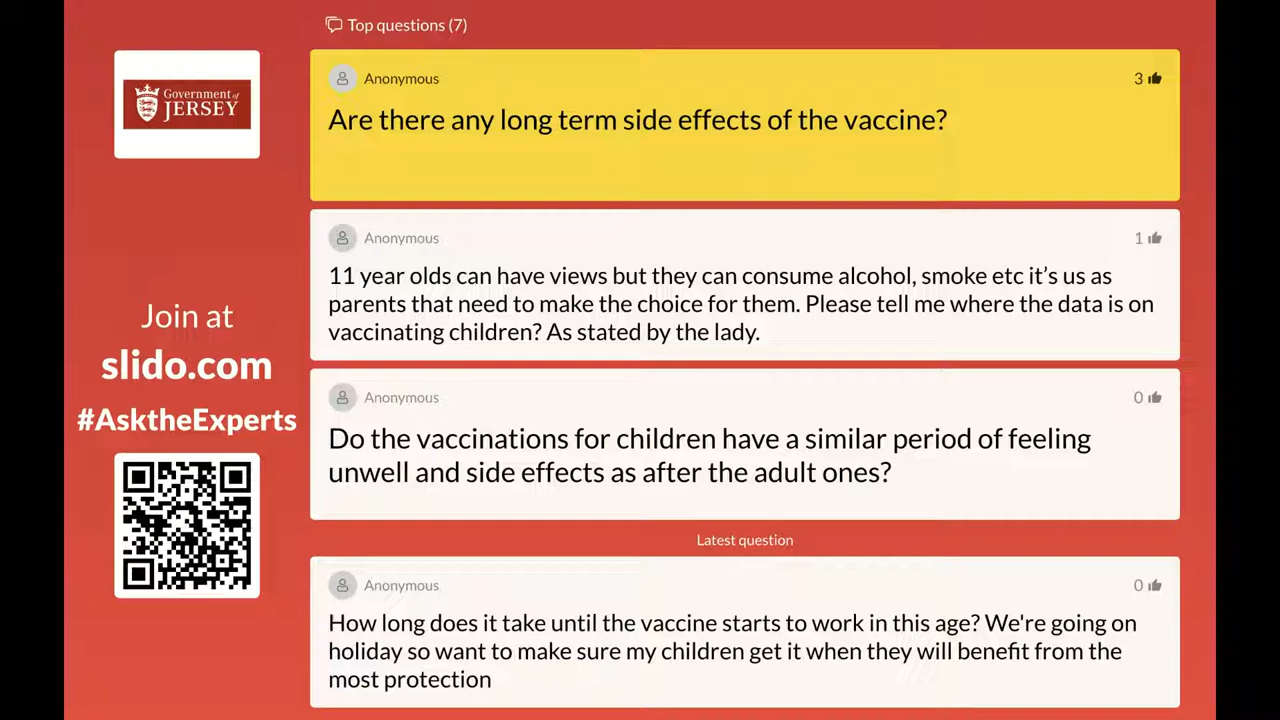 Top questions (7)
Government of
JERSEY
Anonymous
3
Are there any long term side effects of the vaccine?
Anonymous
1
11 year olds can have views but they can consume alcohol, smoke etc it's us as
parents that need to make the choice for them. Please tell me where the data is on
vaccinating children? As stated by the lady.
Join at
slido.com
#AsktheExperts
Anonymous
0
Do the vaccinations for children have a similar period of feeling
unwell and side effects as after the adult ones?
Latest question
Anonymous
0
How long does it take until the vaccine starts to work in this age? We're going on
holiday so want to make sure my children get it when they will benefit from the
most protection